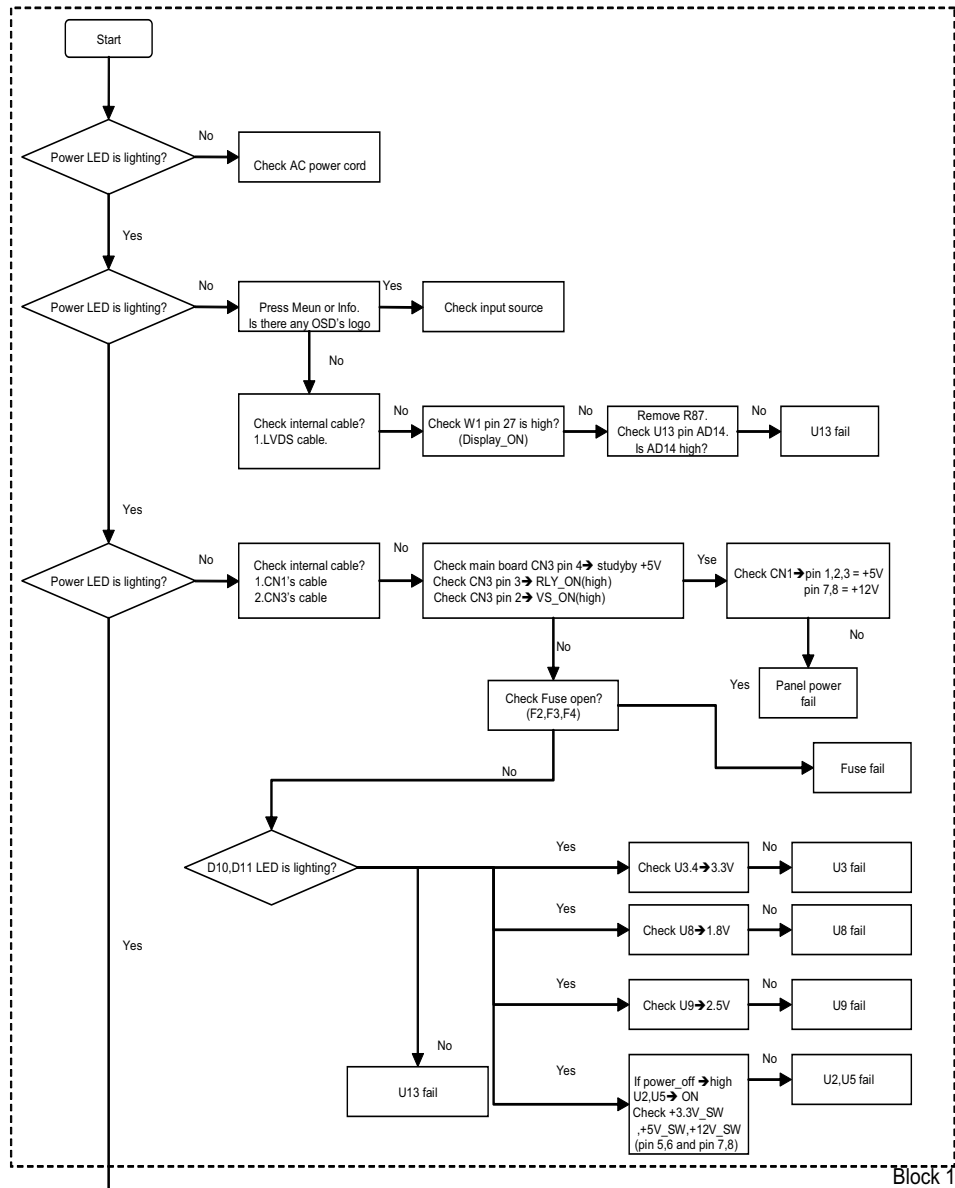 Start
Power LED is lighting?
No
Check AC power cord
Yes
Power LED is lighting?
No
Press Meun or Info.
Is there any OSD's logo
Yes
Check input source
No
Check internal cable?
1.LVDS cable.
No
Check W1 pin 27 is high?
(Display_ON)
No
Remove R87.
Check U13 pin AD14.
Is AD14 high?
No
U13 fail
Yes
Power LED is lighting?
No
Check internal cable?
1.CN1's cable
2.CN3's cable
No
Check main board CN3 pin 4➔ studyby +5V
Check CN3 pin 3➔ RLY_ON(high)
Check CN3 pin 2➔ VS_ON(high)
Yse
Check CN1➔pin 1,2,3 = +5V
pin 7,8 = +12V
No
No
Yes
Panel power
fail
Check Fuse open?
(F2,F3,F4)
Fuse fail
No
D10,D11 LED is lighting?
Yes
Check U3.4➔3.3V
No
U3 fail
Yes
Check U8➔1.8V
No
U8 fail
Yes
Yes
Check U9➔2.5V
No
U9 fail
No
U13 fail
Yes
If power_off ➔high
U2,U5➔ ON
Check +3.3V_SW
,+5V_SW,+12V_SW
(pin 5,6 and pin 7,8)
No
U2,U5 fail
Block 1